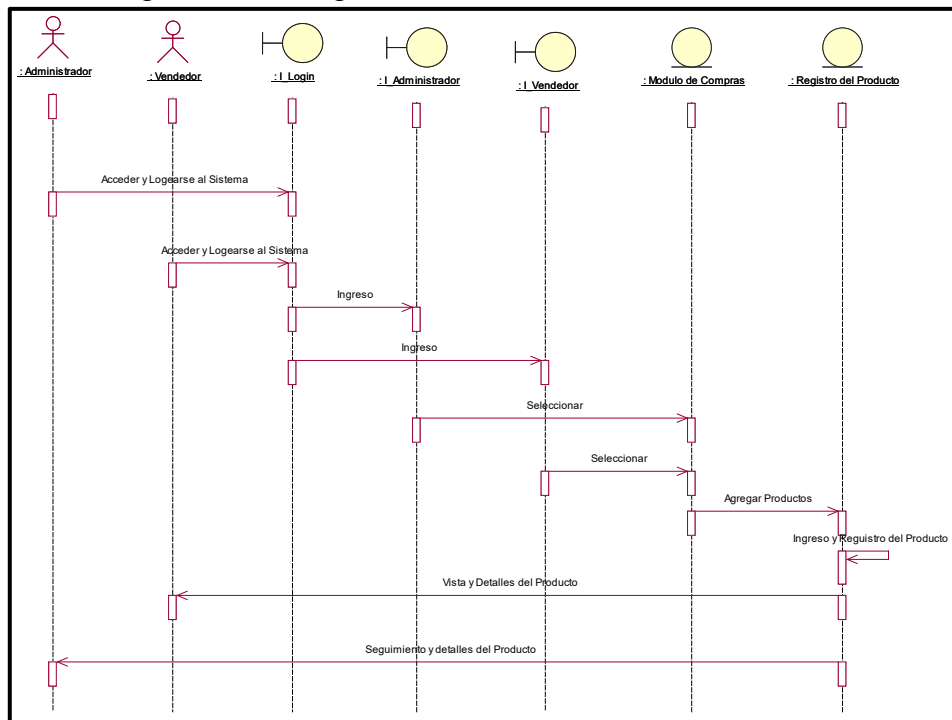 : Administrador
: Vendedor
: I_Login
: I_Administrador
: I_Vendedor
: Modulo de Compras
: Registro del Producto
Acceder y Logearse al Sistema
Acceder y Logearse al Sistema
Ingreso
Ingreso
Seleccionar
Seleccionar
Agregar Productos
Ingreso y Reguistro del Producto
Vista y Detalles del Producto
Seguimiento y detalles del Producto